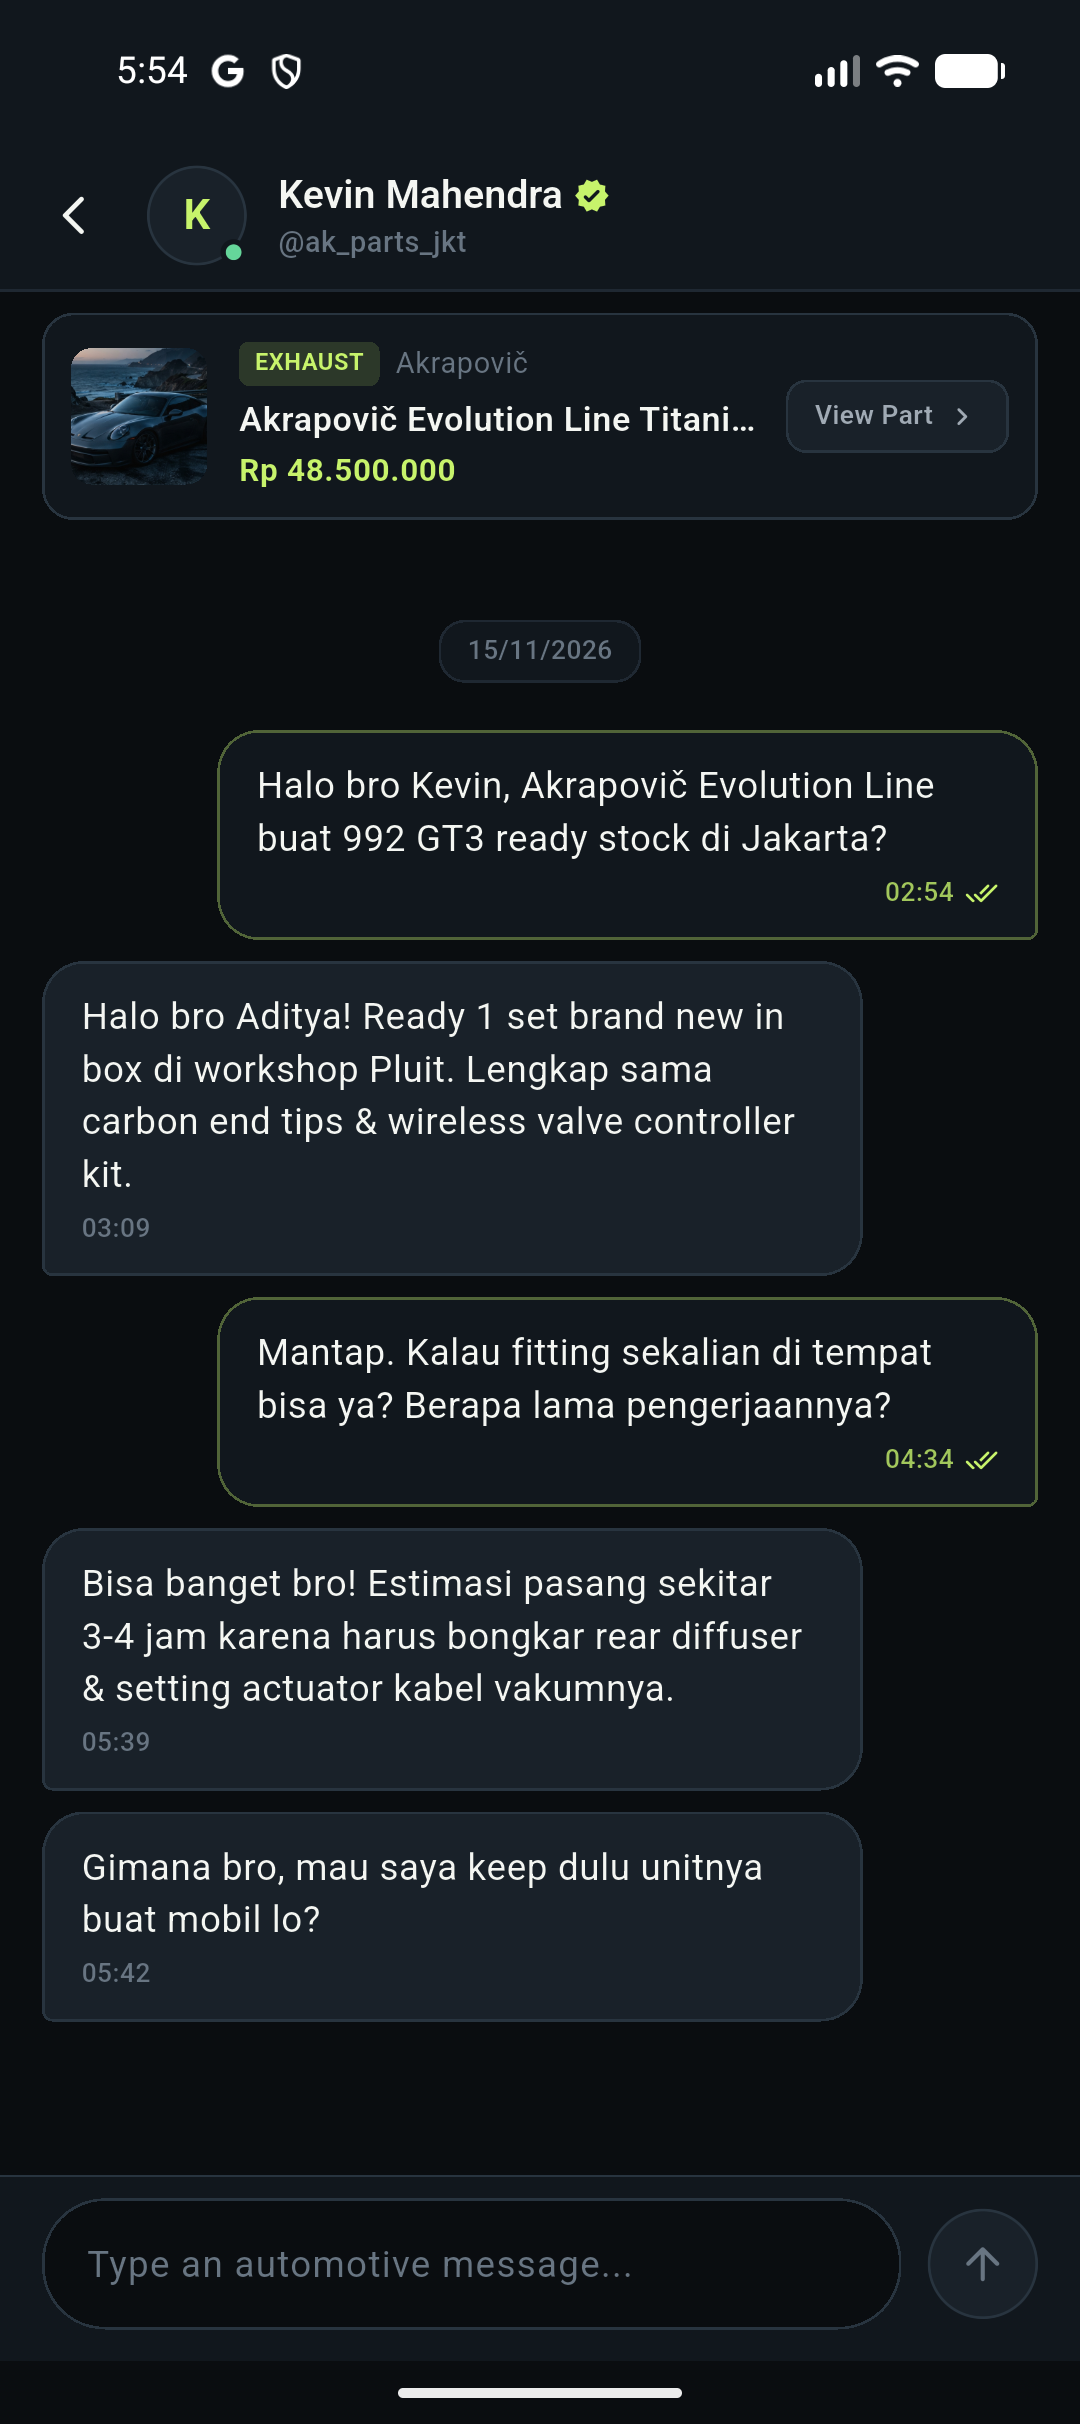 5:54
K
Kevin Mahendra
@ak_parts_jkt
EXHAUST Akrapovič
Akrapovič Evolution Line Titani...
Rp 48.500.000
View Part
15/11/2026
Halo bro Kevin, Akrapovič Evolution Line
buat 992 GT3 ready stock di Jakarta?
02:54
Halo bro Aditya! Ready 1 set brand new in
box di workshop Pluit. Lengkap sama
carbon end tips & wireless valve controller
kit.
03:09
Mantap. Kalau fitting sekalian di tempat
bisa ya? Berapa lama pengerjaannya?
04:34
Bisa banget bro! Estimasi pasang sekitar
3-4 jam karena harus bongkar rear diffuser
& setting actuator kabel vakumnya.
05:39
Gimana bro, mau saya keep dulu unitnya
buat mobil lo?
05:42
Type an automotive message...